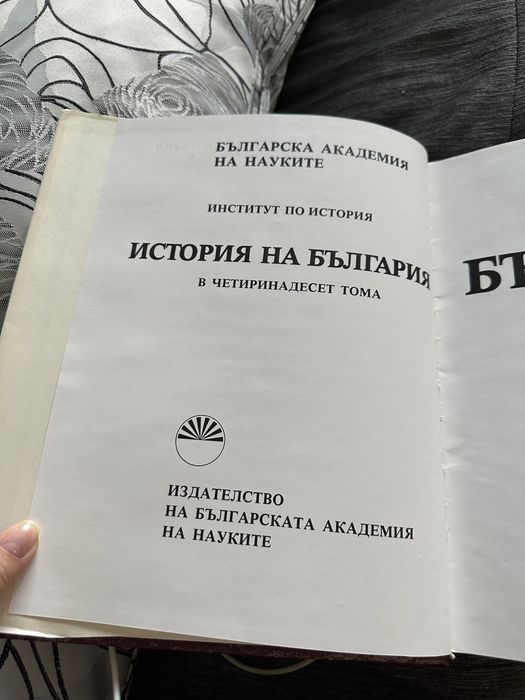 БЪЛГАРСКА АКАДЕМИЯ
НА НАУКИТЕ
ИНСТИТУТ ПО ИСТОРИЯ
ИСТОРИЯ НА БЪЛГАРИЯ
В ЧЕТИРИНАДЕСЕТ ТОМА
ИЗДАТЕЛСТВО
НА БЪЛГАРСКАТА АКАДЕМИЯ
НА НАУКИТЕ